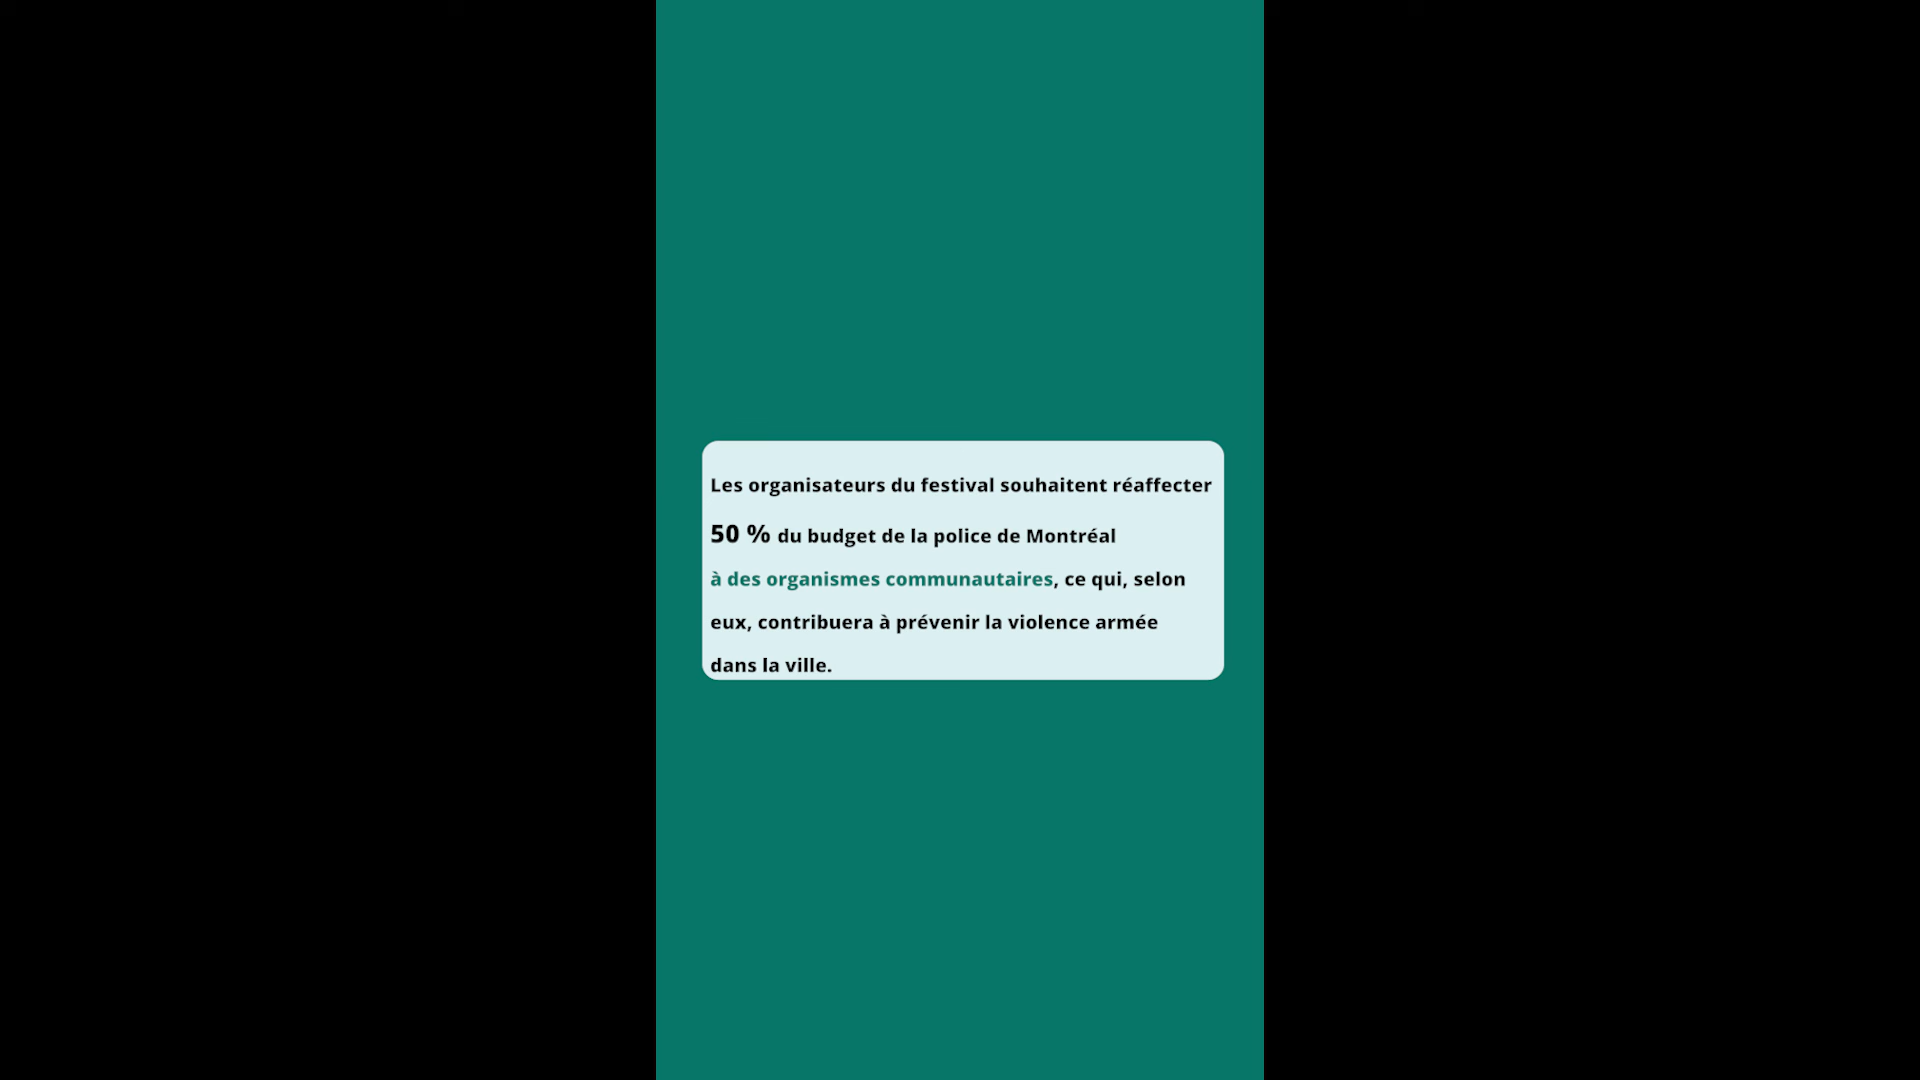 Les organisateurs du festival souhaitent réaffecter
50 % du budget de la police de Montréal
à des organismes communautaires, ce qui, selon
eux, contribuera à prévenir la violence armée
dans la ville.